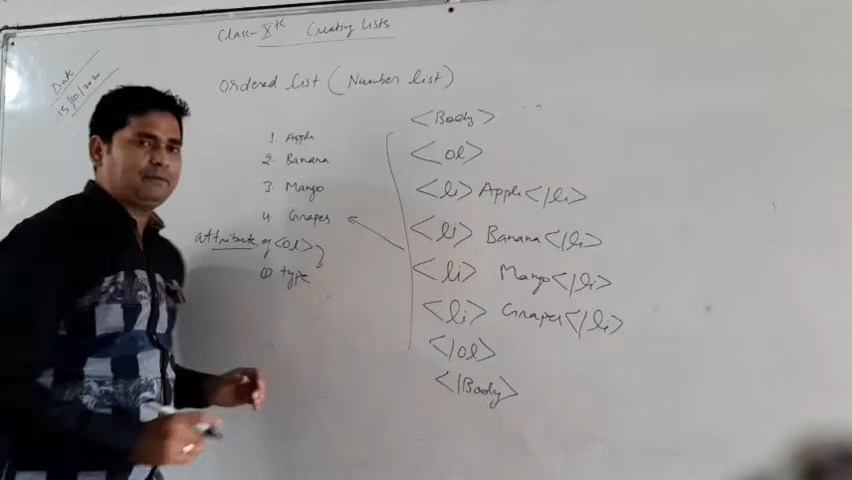 Class-Xth Creating Lists
Date
15/10/2020
Ordered List (Number list)
1 Apple
2. Banana
3. Mango
4 Grapes
attribute of <Ol>
① type
<Body>
<ol>
<li> Apple </li>
<li> Banana </li>
<li> Mango </li>
<li> Grapes </li>
</ol>
</Body>